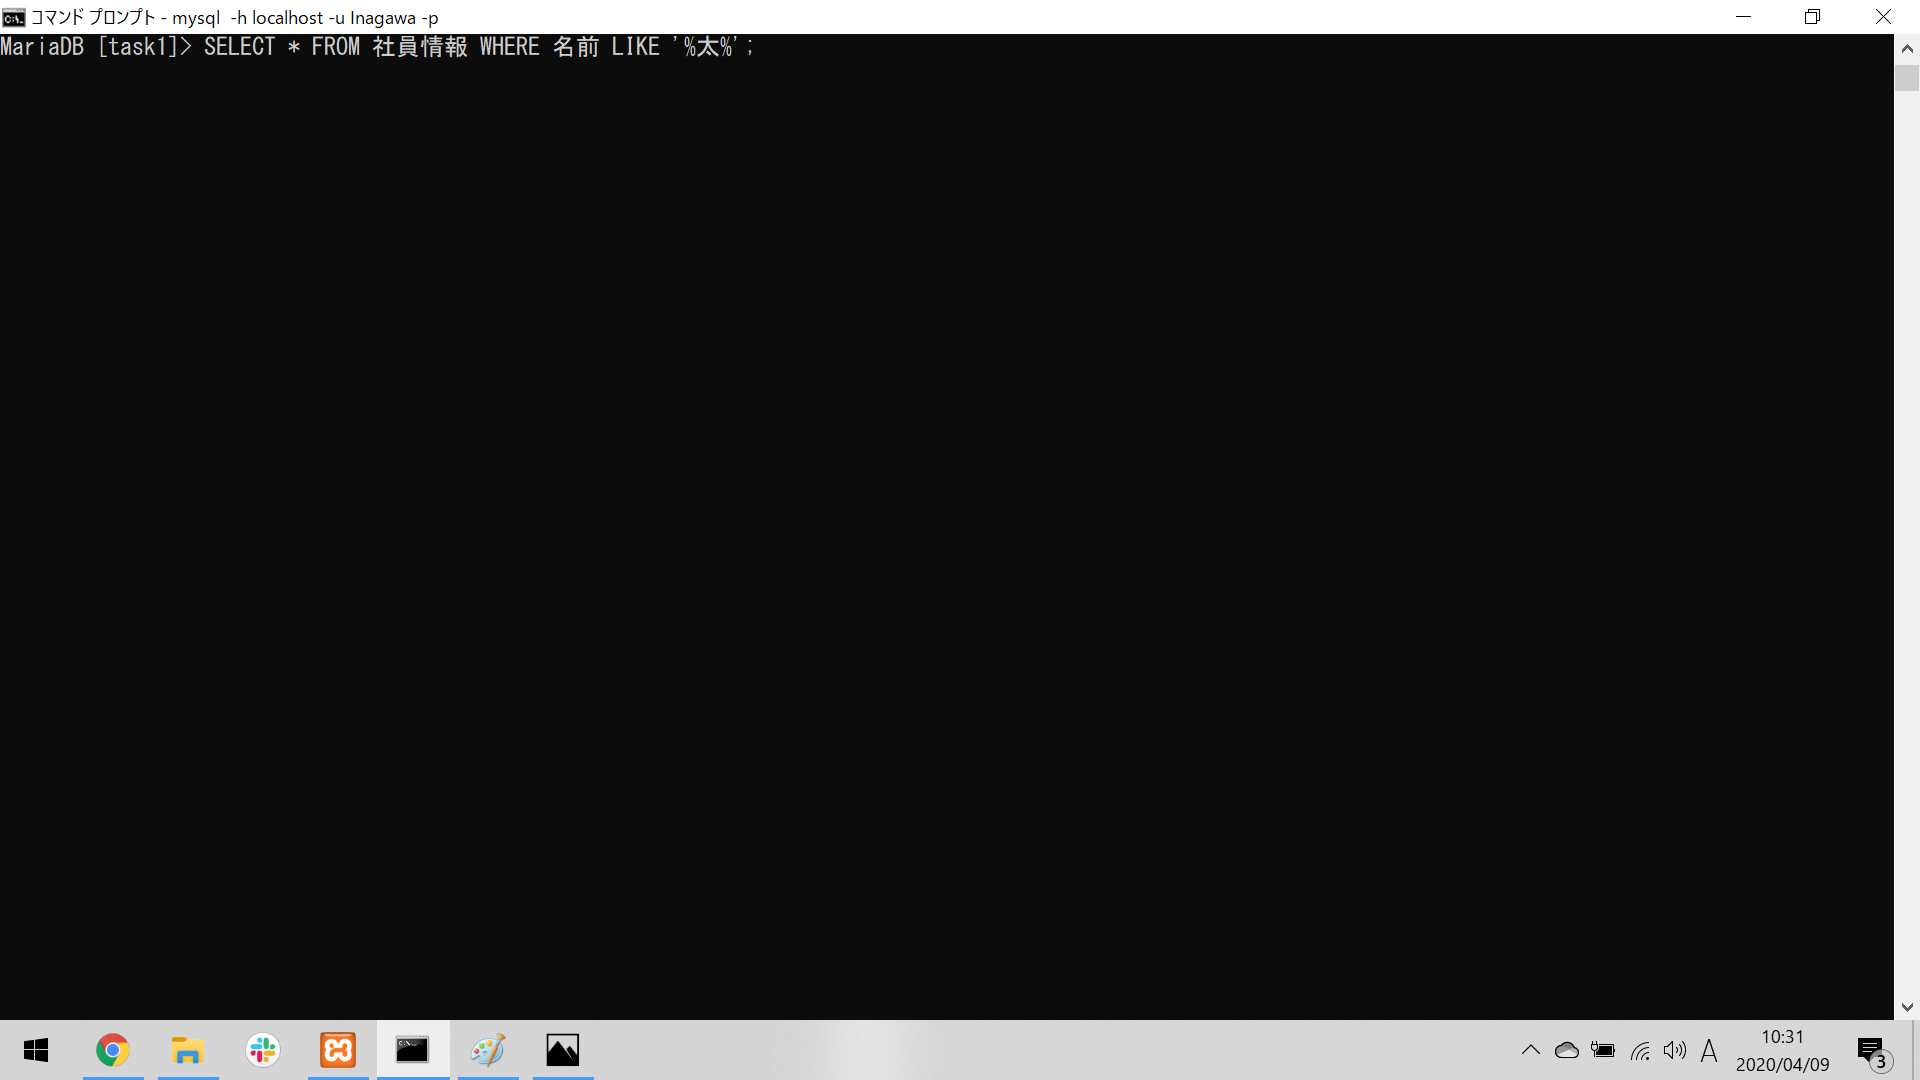 コマンド プロンプト - mysql  -h localhost -u Inagawa -p
MariaDB [task1]> SELECT * FROM 社員情報 WHERE 名前 LIKE '%太%';
A
10:31
2020/04/09
3